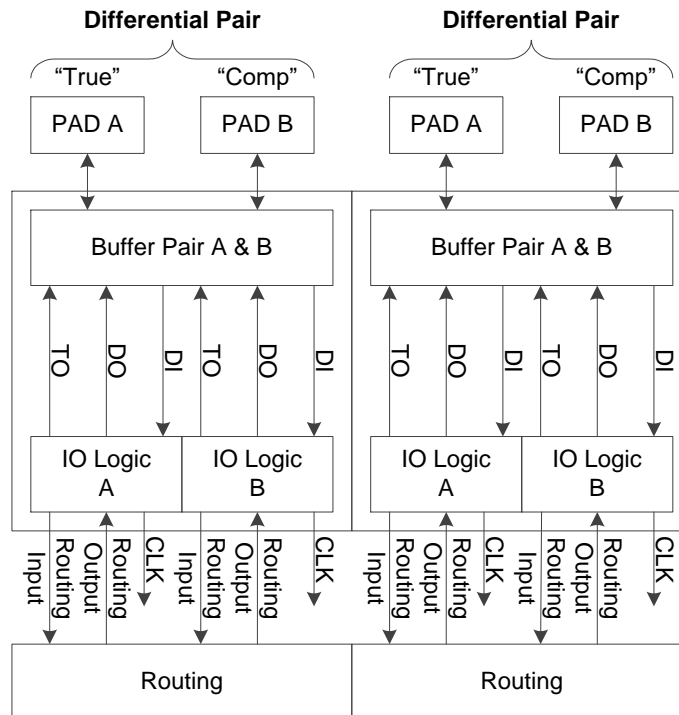 Differential Pair Differential Pair
“True” “Comp” “True” “Comp”
PAD A PAD B PAD A PAD B
Buffer Pair A & B Buffer Pair A & B
TO DO DI TO DO DI TO DO DI TO DO DI
IO Logic A IO Logic B IO Logic A IO Logic B
Routing Input Routing Output CLK Routing Input Routing Output CLK Routing Input Routing Output CLK Routing Input Routing Output CLK
Routing Routing